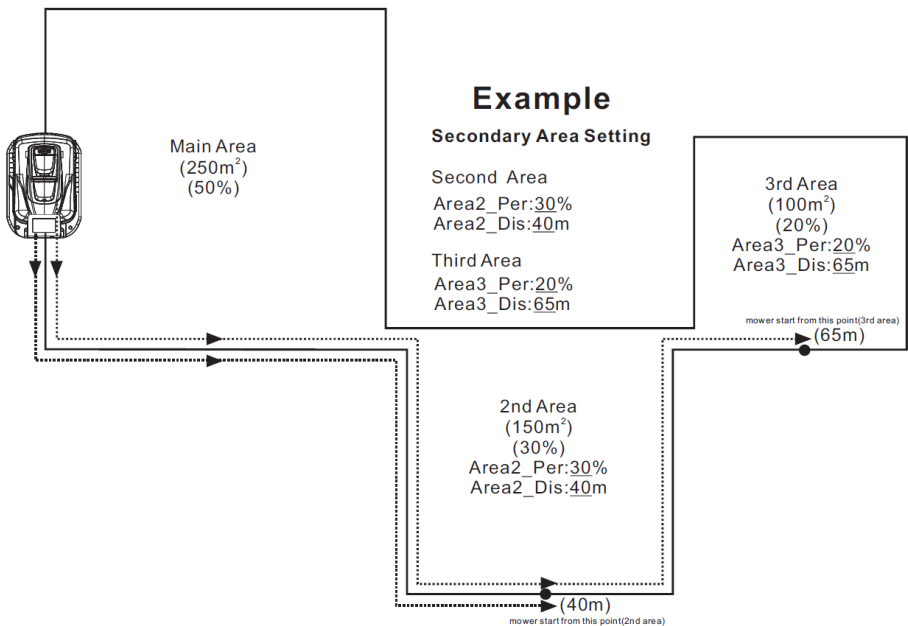 Example
Secondary Area Setting
Main Area
(250m²)
(50%)
Second Area
Area2_Per:30%
Area2_Dis:40m
Third Area
Area3_Per:20%
Area3_Dis:65m
3rd Area
(100m²)
(20%)
Area3_Per:20%
Area3_Dis:65m
mower start from this point(3rd area)
(65m)
2nd Area
(150m²)
(30%)
Area2_Per:30%
Area2_Dis:40m
(40m)
mower start from this point(2nd area)